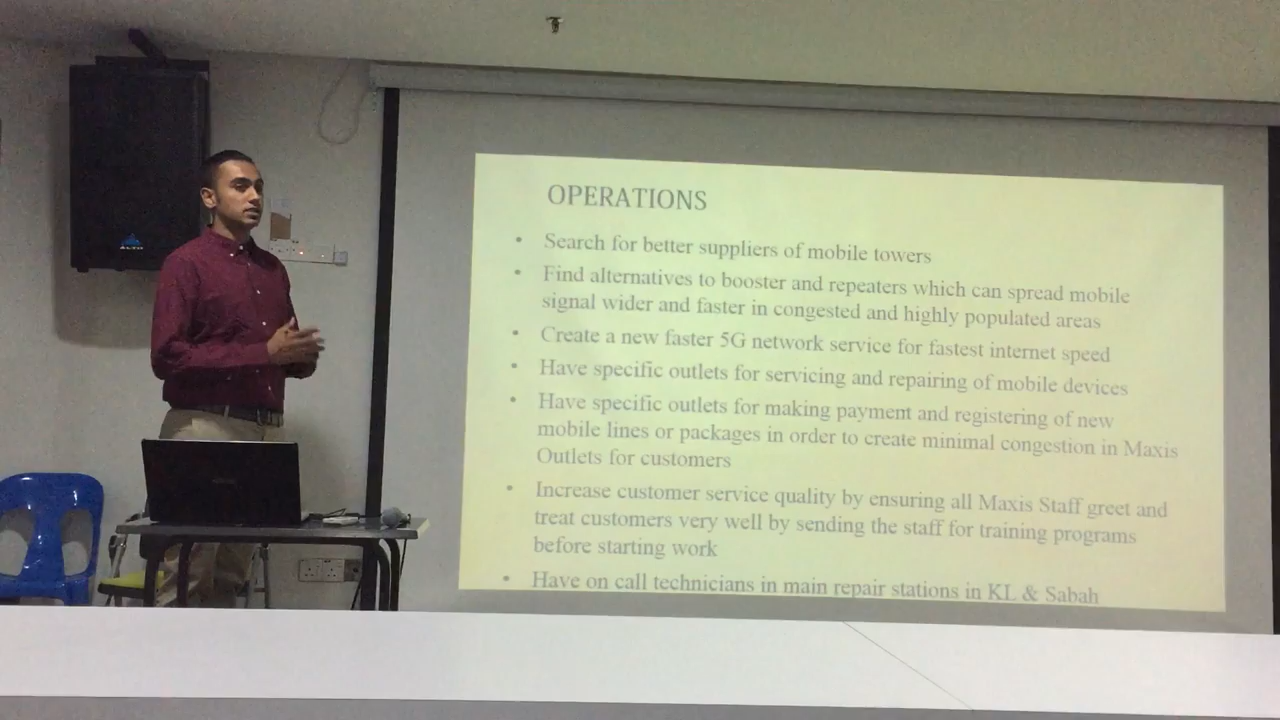 ALTO
OPERATIONS
• Search for better suppliers of mobile towers
• Find alternatives to booster and repeaters which can spread mobile
signal wider and faster in congested and highly populated areas
• Create a new faster 5G network service for fastest internet speed
• Have specific outlets for servicing and repairing of mobile devices
• Have specific outlets for making payment and registering of new
mobile lines or packages in order to create minimal congestion in Maxis
Outlets for customers
• Increase customer service quality by ensuring all Maxis Staff greet and
treat customers very well by sending the staff for training programs
before starting work
• Have on call technicians in main repair stations in KL & Sabah